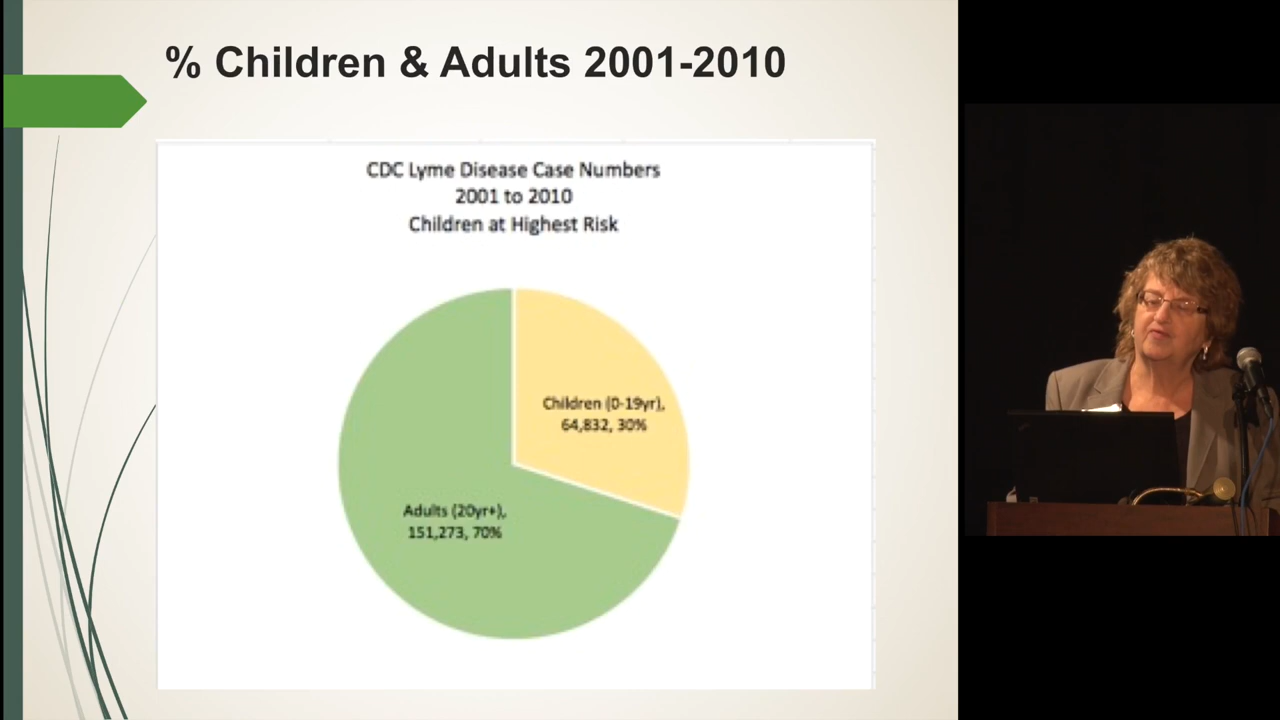 % Children & Adults 2001-2010
CDC Lyme Disease Case Numbers
2001 to 2010
Children at Highest Risk
Children (0-19yr),
64,832, 30%
Adults (20yr+),
151,273, 70%